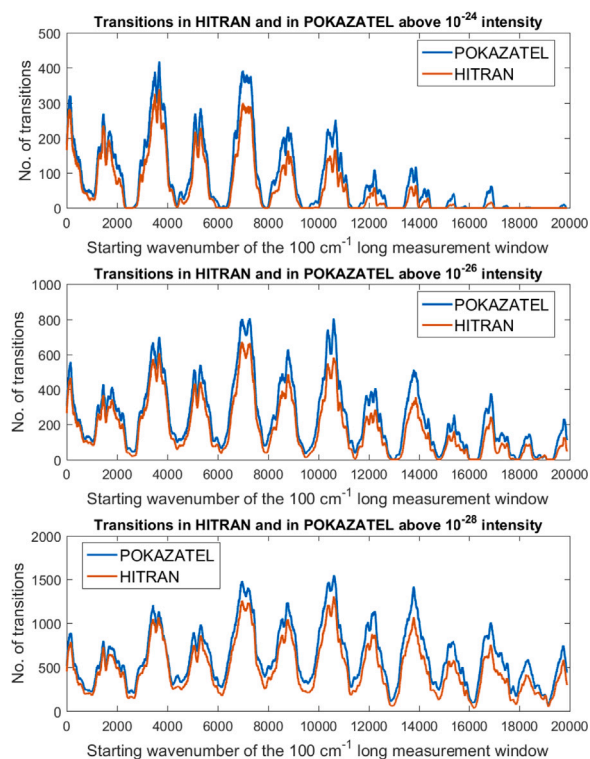 Transitions in HITRAN and in POKAZATEL above 10⁻²⁴ intensity
500
400
300
200
100
0
No. of transitions
POKAZATEL
HITRAN
0 2000 4000 6000 8000 10000 12000 14000 16000 18000 20000
Starting wavenumber of the 100 cm⁻¹ long measurement window
Transitions in HITRAN and in POKAZATEL above 10⁻²⁶ intensity
1000
800
600
400
200
0
No. of transitions
POKAZATEL
HITRAN
0 2000 4000 6000 8000 10000 12000 14000 16000 18000 20000
Starting wavenumber of the 100 cm⁻¹ long measurement window
Transitions in HITRAN and in POKAZATEL above 10⁻²⁸ intensity
2000
1500
1000
500
0
No. of transitions
POKAZATEL
HITRAN
0 2000 4000 6000 8000 10000 12000 14000 16000 18000 20000
Starting wavenumber of the 100 cm⁻¹ long measurement window